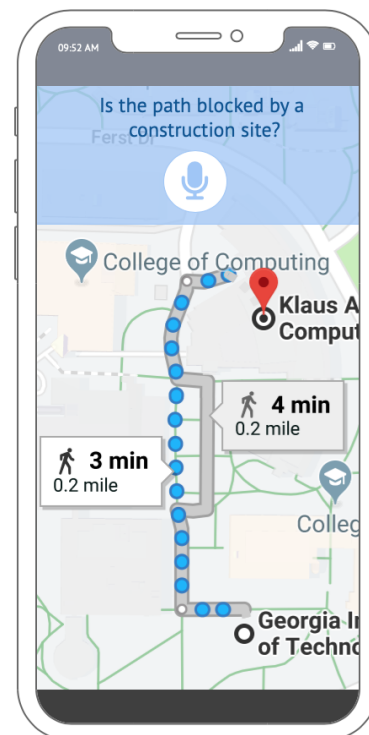 09:52 AM
Is the path blocked by a
construction site?
Ferst Dr
College of Computing
Klaus A
Comput
4 min
0.2 mile
3 min
0.2 mile
Colleg
Georgia In
of Techno